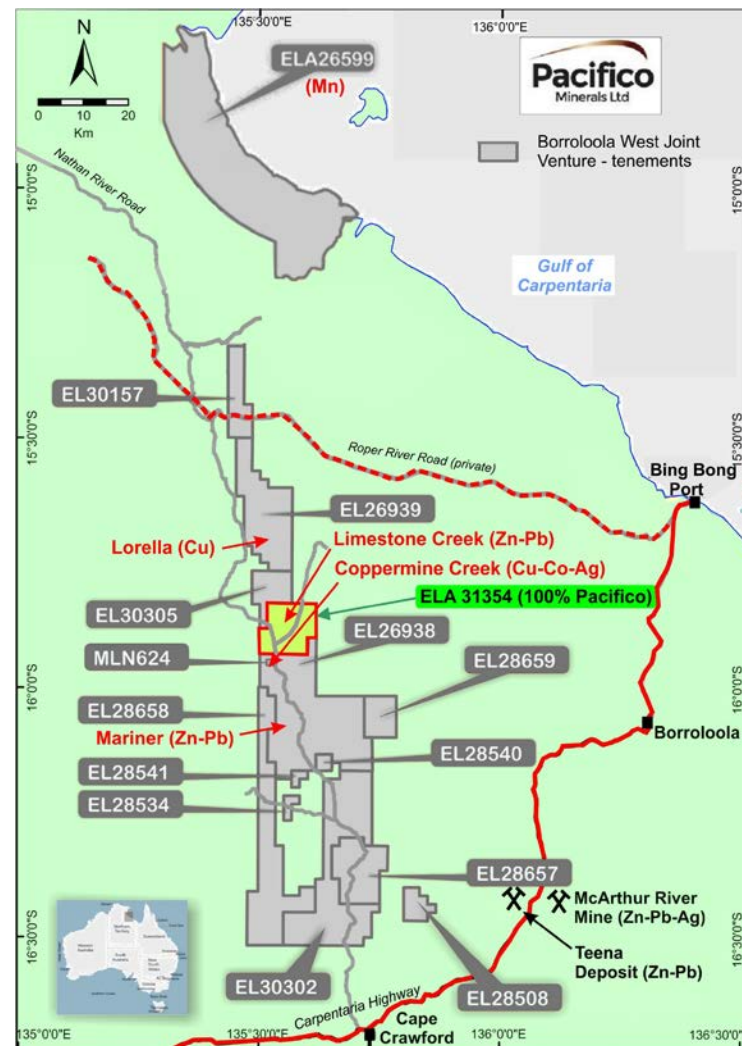 135°30'0"E
136°0'0"E
N
0 10 20
Km
ELA26599
(Mn)
Pacifico
Minerals Ltd
Borroloola West Joint
Venture - tenements
Nathan River Road
15°0'0"S
15°0'0"S
Gulf of
Carpentaria
EL30157
15°30'0"S
15°30'0"S
Roper River Road (private)
Bing Bong
Port
EL26939
Lorella (Cu)
Limestone Creek (Zn-Pb)
Coppermine Creek (Cu-Co-Ag)
EL30305
ELA 31354 (100% Pacifico)
EL26938
MLN624
EL28659
16°0'0"S
16°0'0"S
EL28658
Mariner (Zn-Pb)
Borroloola
EL28540
EL28541
EL28534
EL28657
McArthur River
Mine (Zn-Pb-Ag)
Teena
Deposit (Zn-Pb)
16°30'0"S
16°30'0"S
EL30302
EL28508
Carpentaria Highway
Cape
Crawford
135°0'0"E
135°30'0"E
136°0'0"E
136°30'0"E